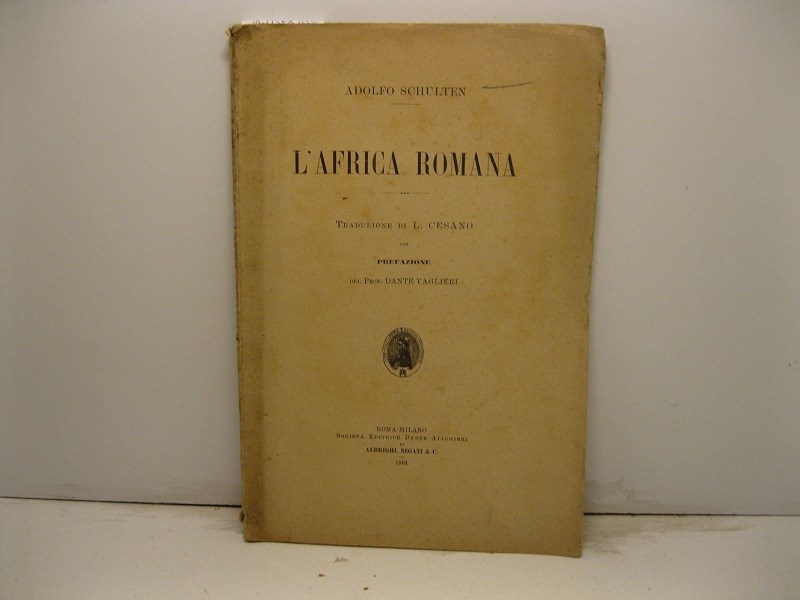 ADOLFO SCHULTEN
L'AFRICA ROMANA
TRADUZIONE DI L. CESANO
CON
PREFAZIONE
DEL PROF. DANTE VAGLIERI
ROMA-MILANO
SOCIETÀ EDITRICE DANTE ALIGHIERI
DI
ALBRIGHI, SEGATI & C.
1904